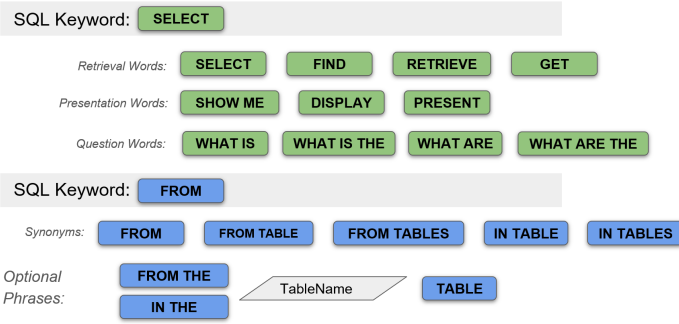 SQL Keyword: SELECT
Retrieval Words: SELECT FIND RETRIEVE GET
Presentation Words: SHOW ME DISPLAY PRESENT
Question Words: WHAT IS WHAT IS THE WHAT ARE WHAT ARE THE
SQL Keyword: FROM
Synonyms: FROM FROM TABLE FROM TABLES IN TABLE IN TABLES
Optional Phrases: FROM THE TableName TABLE
IN THE